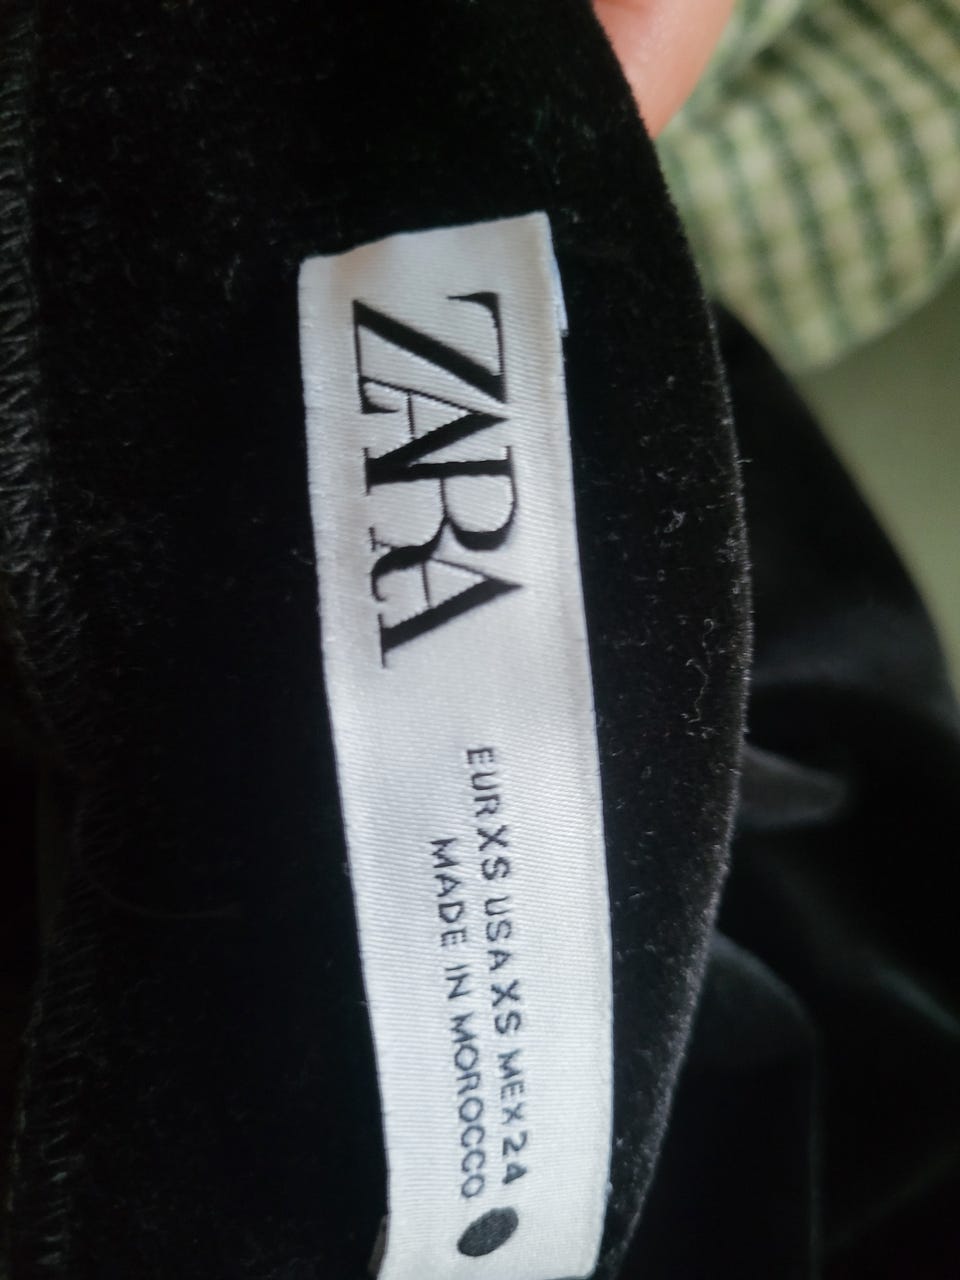 ZARA
EUR XS USA XS MEX 24
MADE IN MOROCCO